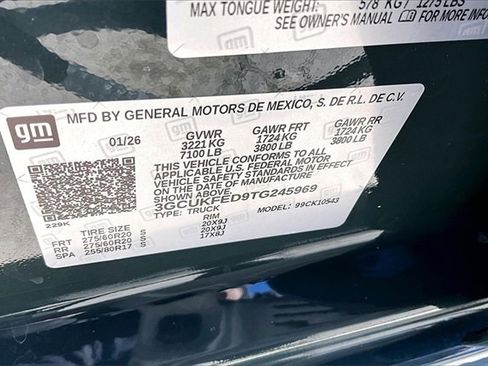 MAX TONGUE WEIGHT: 578 KG / 1275 LBS
SEE OWNER'S MANUAL FOR MORE INFO
gm
MFD BY GENERAL MOTORS DE MEXICO, S. DE R.L. DE C.V.
01/26 GVWR GAWR FRT GAWR RR
3221 KG 1724 KG 1724 KG
7100 LB 3800 LB 3800 LB
THIS VEHICLE CONFORMS TO ALL
APPLICABLE U.S. FEDERAL MOTOR
VEHICLE SAFETY STANDARDS IN EFFECT
ON THE DATE OF MANUFACTURE
SHOWN ABOVE.
3GCUKFED9TG245969
TYPE: TRUCK MODEL: 99CK10543
229K
TIRE SIZE RIM
FRT 275/60R20 S 20X9J
RR 275/60R20 S 20X9J
SPA 255/80R17 S 17X8J